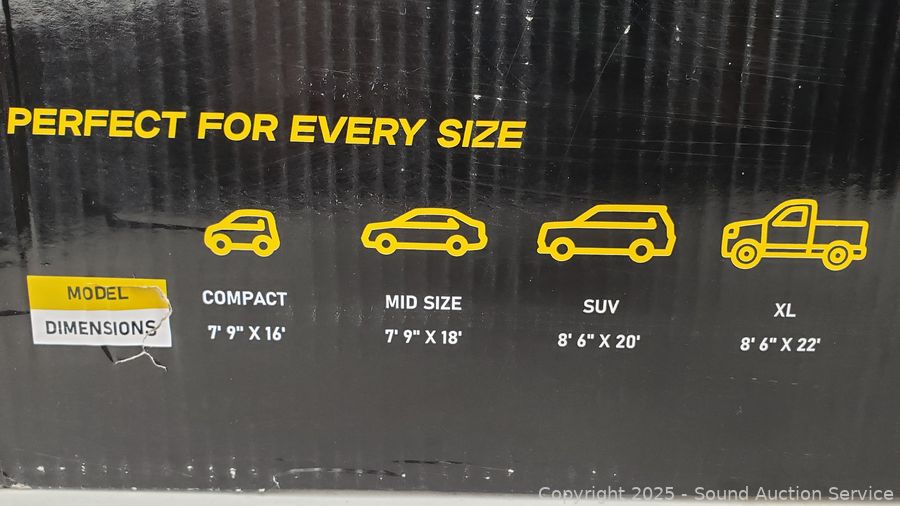 PERFECT FOR EVERY SIZE
MODEL COMPACT MID SIZE SUV XL
DIMENSIONS 7' 9" X 16' 7' 9" X 18' 8' 6" X 20' 8' 6" X 22'
Copyright 2025 - Sound Auction Service